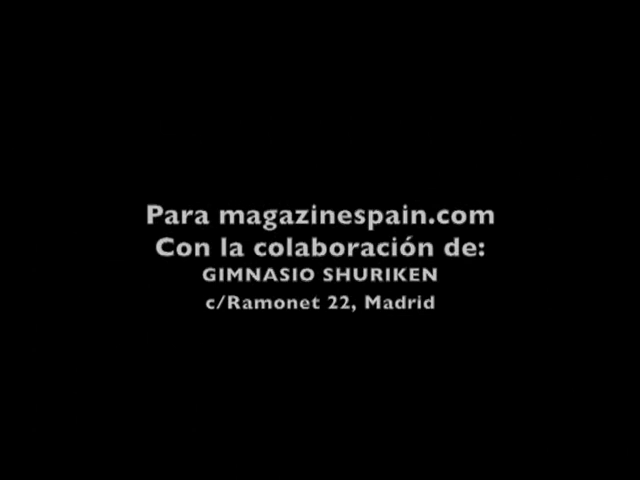 Para magazinespain.com
Con la colaboración de:
GIMNASIO SHURIKEN
c/Ramonet 22, Madrid